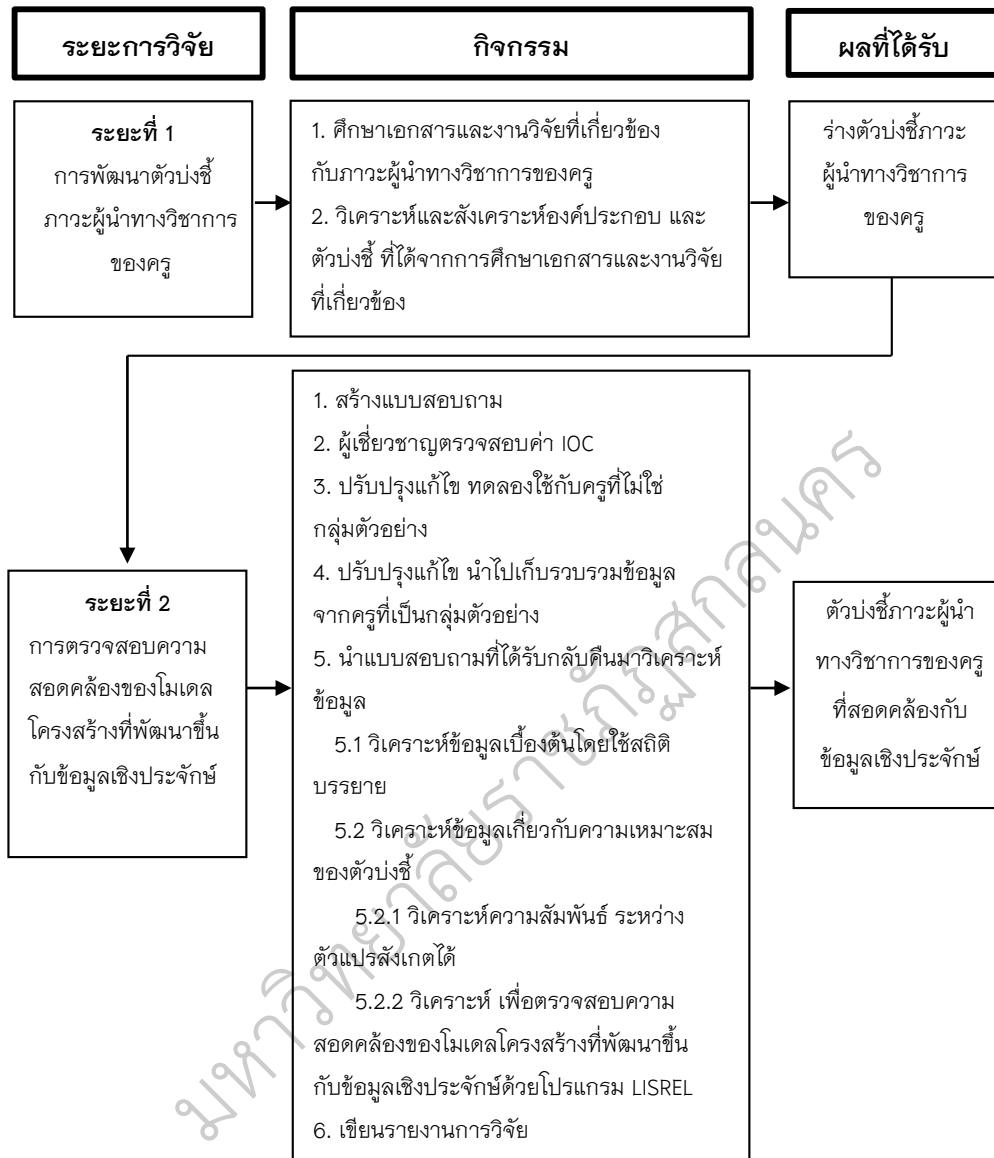 ระยะการวิจัย
กิจกรรม
ผลที่ได้รับ
ระยะที่ 1
การพัฒนาตัวบ่งชี้
ภาวะผู้นำทางวิชาการ
ของครู
1. ศึกษาเอกสารและงานวิจัยที่เกี่ยวข้อง
กับภาวะผู้นำทางวิชาการของครู
2. วิเคราะห์และสังเคราะห์องค์ประกอบ และ
ตัวบ่งชี้ ที่ได้จากการศึกษาเอกสารและงานวิจัย
ที่เกี่ยวข้อง
ร่างตัวบ่งชี้ภาวะ
ผู้นำทางวิชาการ
ของครู
ระยะที่ 2
การตรวจสอบความ
สอดคล้องของโมเดล
โครงสร้างที่พัฒนาขึ้น
กับข้อมูลเชิงประจักษ์
1. สร้างแบบสอบถาม
2. ผู้เชี่ยวชาญตรวจสอบค่า IOC
3. ปรับปรุงแก้ไข ทดลองใช้กับครูที่ไม่ใช่
กลุ่มตัวอย่าง
4. ปรับปรุงแก้ไข นำไปเก็บรวบรวมข้อมูล
จากครูที่เป็นกลุ่มตัวอย่าง
5. นำแบบสอบถามที่ได้รับกลับคืนมาวิเคราะห์
ข้อมูล
5.1 วิเคราะห์ข้อมูลเบื้องต้นโดยใช้สถิติ
บรรยาย
5.2 วิเคราะห์ข้อมูลเกี่ยวกับความเหมาะสม
ของตัวบ่งชี้
5.2.1 วิเคราะห์ความสัมพันธ์ ระหว่าง
ตัวแปรสังเกตได้
5.2.2 วิเคราะห์ เพื่อตรวจสอบความ
สอดคล้องของโมเดลโครงสร้างที่พัฒนาขึ้น
กับข้อมูลเชิงประจักษ์ด้วยโปรแกรม LISREL
6. เขียนรายงานการวิจัย
ตัวบ่งชี้ภาวะผู้นำ
ทางวิชาการของครู
ที่สอดคล้องกับ
ข้อมูลเชิงประจักษ์
มหาวิทยาลัยราชภัฏสกลนคร